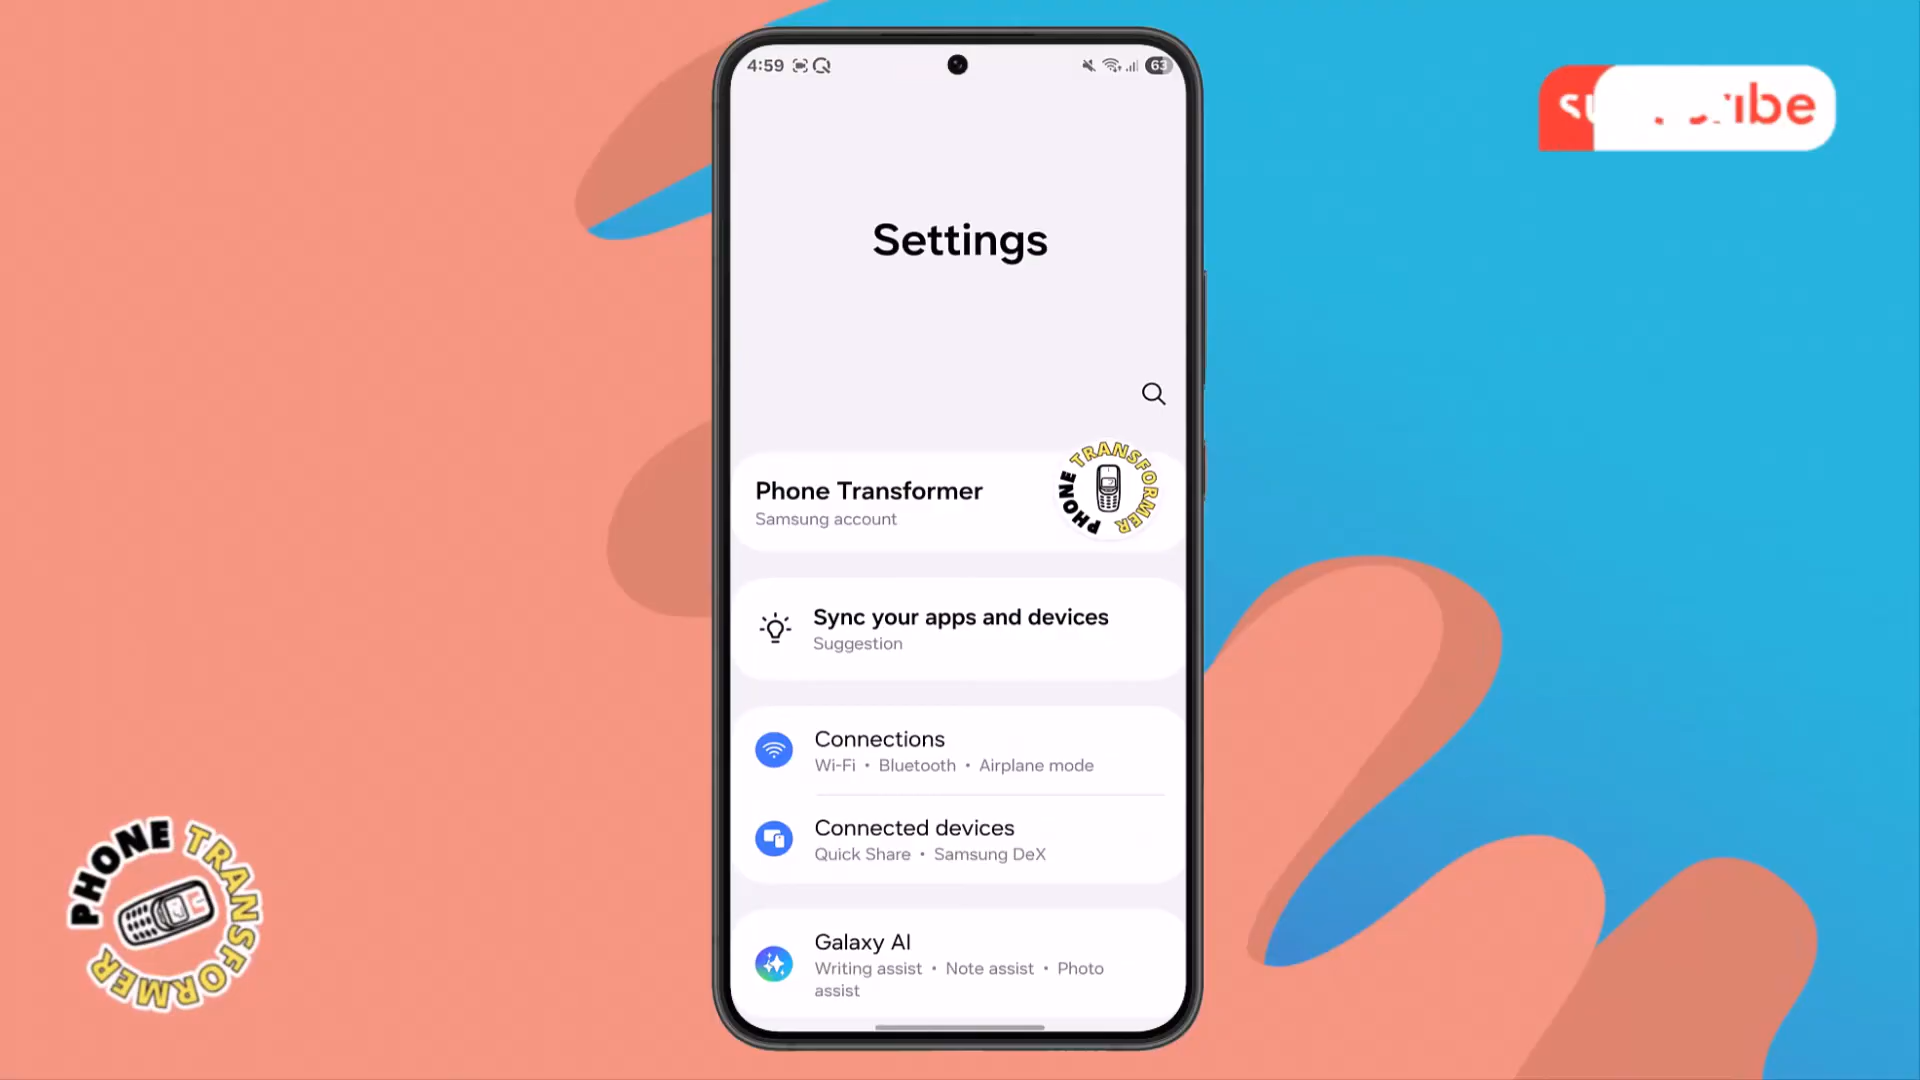 4:59
63
Settings
Phone Transformer
Samsung account
PHONE TRANSFORMER
Sync your apps and devices
Suggestion
Connections
Wi-Fi • Bluetooth • Airplane mode
Connected devices
Quick Share • Samsung DeX
Galaxy AI
Writing assist • Note assist • Photo
assist
PHONE TRANSFORMER